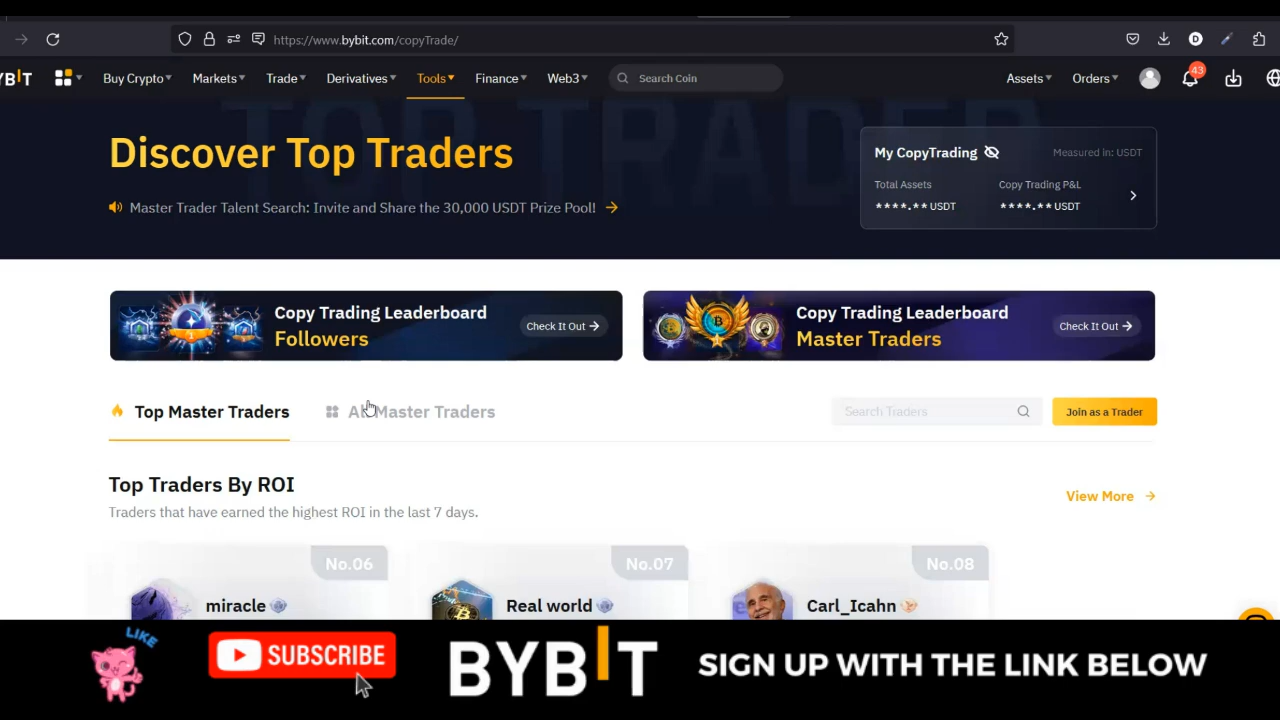 https://www.bybit.com/copyTrade/
BYBIT Buy Crypto Markets Trade Derivatives Tools Finance Web3 Search Coin Assets Orders 43
TOP TRADER
Discover Top Traders
Master Trader Talent Search: Invite and Share the 30,000 USDT Prize Pool!
My CopyTrading Measured in: USDT
Total Assets Copy Trading P&L
****.** USDT ****.** USDT
Copy Trading Leaderboard
Followers
Check It Out
Copy Trading Leaderboard
Master Traders
Check It Out
Top Master Traders All Master Traders Search Traders Join as a Trader
Top Traders By ROI
View More
Traders that have earned the highest ROI in the last 7 days.
No.06 No.07 No.08
miracle Real world Carl_Icahn
LIKE
SUBSCRIBE
BYBIT
SIGN UP WITH THE LINK BELOW